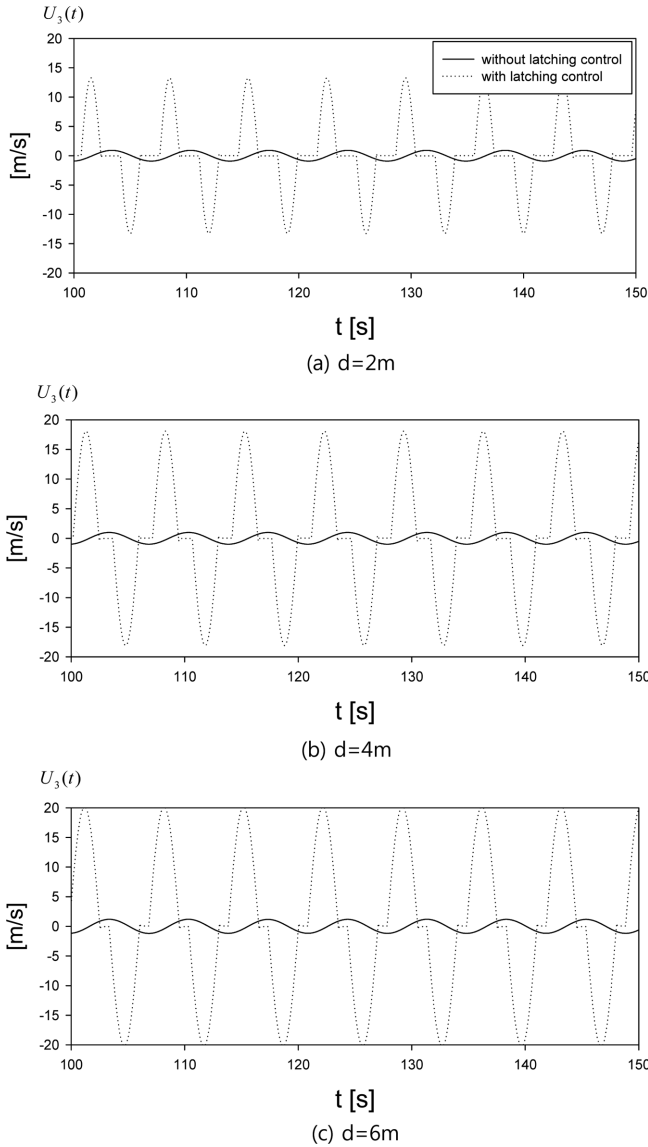 U₃(t)
20
15
10
5
0
-5
-10
-15
-20
[m/s]
without latching control
with latching control
100 110 120 130 140 150
t [s]
(a) d=2m
U₃(t)
20
15
10
5
0
-5
-10
-15
-20
[m/s]
100 110 120 130 140 150
t [s]
(b) d=4m
U₃(t)
20
15
10
5
0
-5
-10
-15
-20
[m/s]
100 110 120 130 140 150
t [s]
(c) d=6m